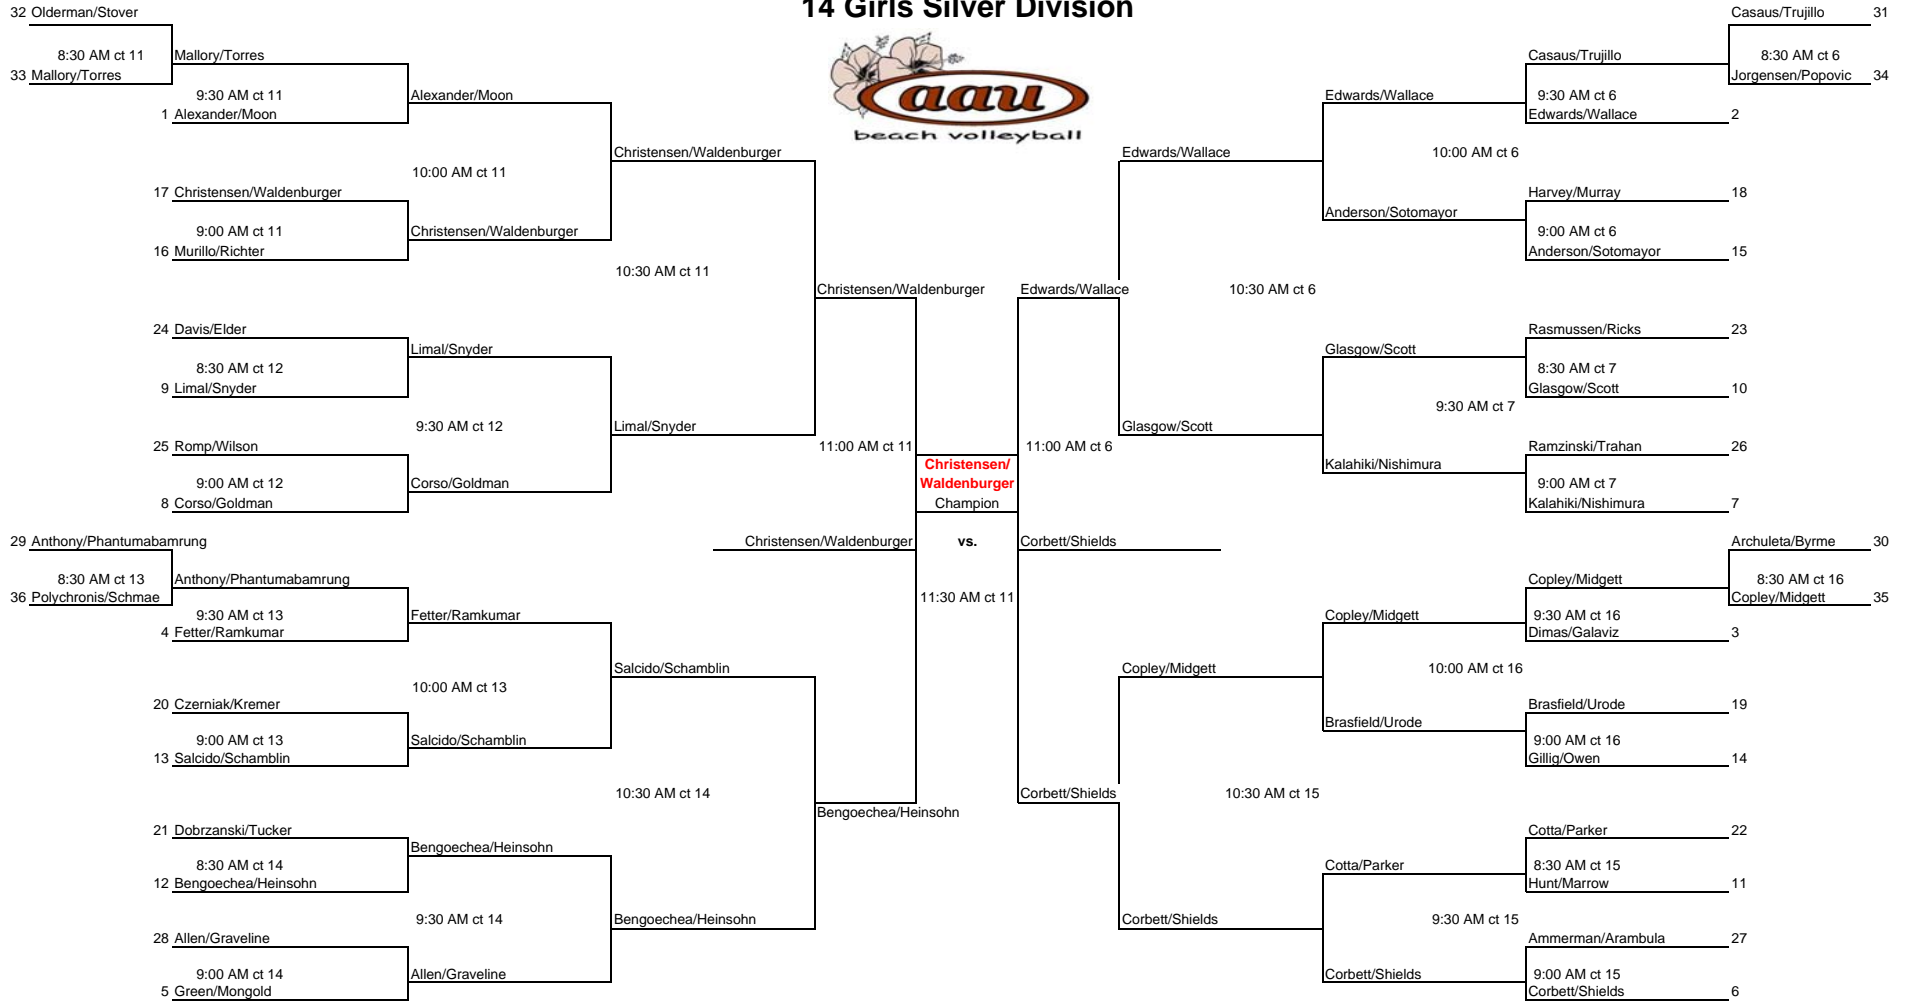 14 Girls Silver Division
aau
beach volleyball
32 Olderman/Stover
8:30 AM ct 11
Mallory/Torres
33 Mallory/Torres
9:30 AM ct 11
Alexander/Moon
1 Alexander/Moon
Christensen/Waldenburger
10:00 AM ct 11
17 Christensen/Waldenburger
9:00 AM ct 11
Christensen/Waldenburger
16 Murillo/Richter
10:30 AM ct 11
Christensen/Waldenburger
24 Davis/Elder
Limal/Snyder
8:30 AM ct 12
9 Limal/Snyder
9:30 AM ct 12
Limal/Snyder
25 Romp/Wilson
9:00 AM ct 12
Corso/Goldman
8 Corso/Goldman
11:00 AM ct 11
29 Anthony/Phantumabamrung
8:30 AM ct 13
Anthony/Phantumabamrung
36 Polychronis/Schmae
9:30 AM ct 13
Fetter/Ramkumar
4 Fetter/Ramkumar
Salcido/Schamblin
10:00 AM ct 13
20 Czerniak/Kremer
9:00 AM ct 13
Salcido/Schamblin
13 Salcido/Schamblin
10:30 AM ct 14
Bengoechea/Heinsohn
21 Dobrzanski/Tucker
Bengoechea/Heinsohn
8:30 AM ct 14
12 Bengoechea/Heinsohn
9:30 AM ct 14
Bengoechea/Heinsohn
28 Allen/Graveline
9:00 AM ct 14
Allen/Graveline
5 Green/Mongold
Christensen/
Waldenburger
Champion
Christensen/Waldenburger
vs.
Corbett/Shields
11:30 AM ct 11
Casaus/Trujillo 31
Casaus/Trujillo
8:30 AM ct 6
Jorgensen/Popovic 34
Edwards/Wallace
9:30 AM ct 6
Edwards/Wallace 2
Edwards/Wallace
10:00 AM ct 6
Harvey/Murray 18
Anderson/Sotomayor
9:00 AM ct 6
Anderson/Sotomayor 15
Edwards/Wallace
10:30 AM ct 6
Rasmussen/Ricks 23
Glasgow/Scott
8:30 AM ct 7
Glasgow/Scott 10
9:30 AM ct 7
Glasgow/Scott
Ramzinski/Trahan 26
Kalahiki/Nishimura
9:00 AM ct 7
Kalahiki/Nishimura 7
11:00 AM ct 6
Archuleta/Byrme 30
Copley/Midgett
8:30 AM ct 16
Copley/Midgett 35
Copley/Midgett
9:30 AM ct 16
Dimas/Galaviz 3
Copley/Midgett
10:00 AM ct 16
Brasfield/Urode 19
Brasfield/Urode
9:00 AM ct 16
Gillig/Owen 14
Corbett/Shields
10:30 AM ct 15
Cotta/Parker 22
Cotta/Parker
8:30 AM ct 15
Hunt/Marrow 11
Corbett/Shields
9:30 AM ct 15
Ammerman/Arambula 27
Corbett/Shields
9:00 AM ct 15
Corbett/Shields 6